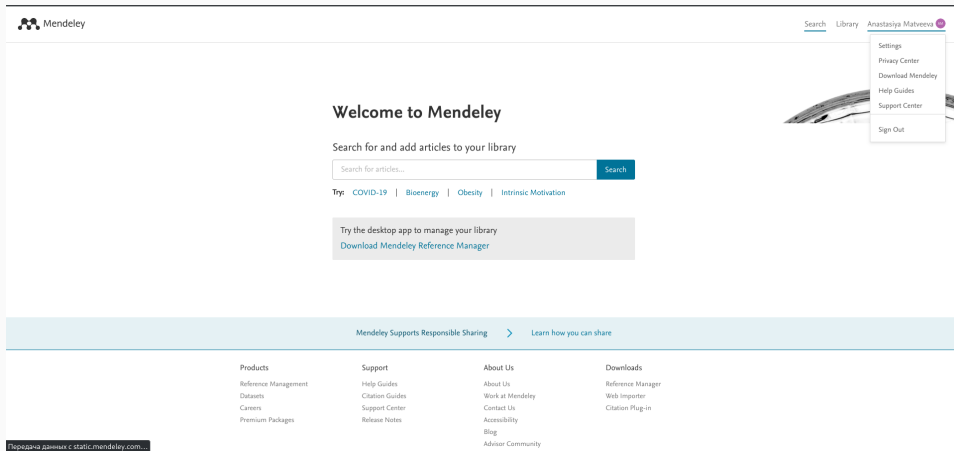 Mendeley
Search Library Anastasiya Matveeva
Settings
Privacy Center
Download Mendeley
Help Guides
Support Center
Sign Out
Welcome to Mendeley
Search for and add articles to your library
Search for articles... Search
Try: COVID-19 | Bioenergy | Obesity | Intrinsic Motivation
Try the desktop app to manage your library
Download Mendeley Reference Manager
Mendeley Supports Responsible Sharing Learn how you can share
Products
Reference Management
Datasets
Careers
Premium Packages
Support
Help Guides
Citation Guides
Support Center
Release Notes
About Us
About Us
Work at Mendeley
Contact Us
Accessibility
Blog
Advisor Community
Downloads
Reference Manager
Web Importer
Citation Plug-in
Передача данных с static.mendeley.com...